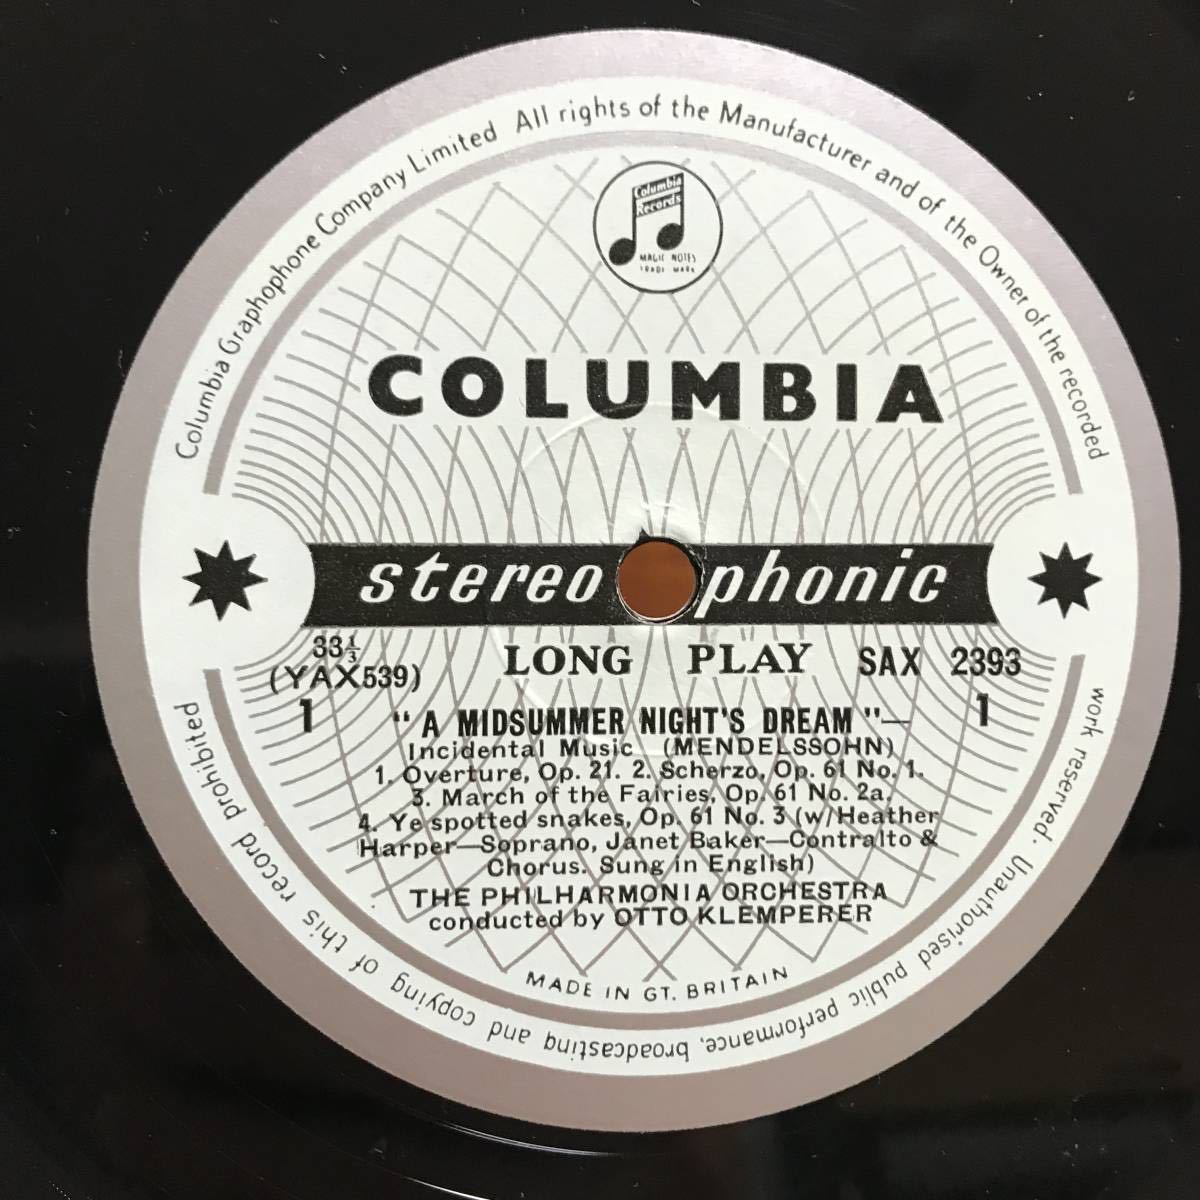 Columbia Graphophone Company Limited All rights of the Manufacturer and of the Owner of the recorded
work reserved. Unauthorised public performance, broadcasting and copying of this record prohibited
Columbia
Records
MAGIC NOTES
TRADE MARK
COLUMBIA
stereophonic
33⅓
(YAX539)
LONG PLAY SAX 2393
1 1
"A MIDSUMMER NIGHT'S DREAM"—
Incidental Music (MENDELSSOHN)
1. Overture, Op. 21. 2. Scherzo, Op. 61 No. 1.
3. March of the Fairies, Op. 61 No. 2a.
4. Ye spotted snakes, Op. 61 No. 3 (w/Heather
Harper—Soprano, Janet Baker—Contralto &
Chorus. Sung in English)
THE PHILHARMONIA ORCHESTRA
conducted by OTTO KLEMPERER
MADE IN GT. BRITAIN